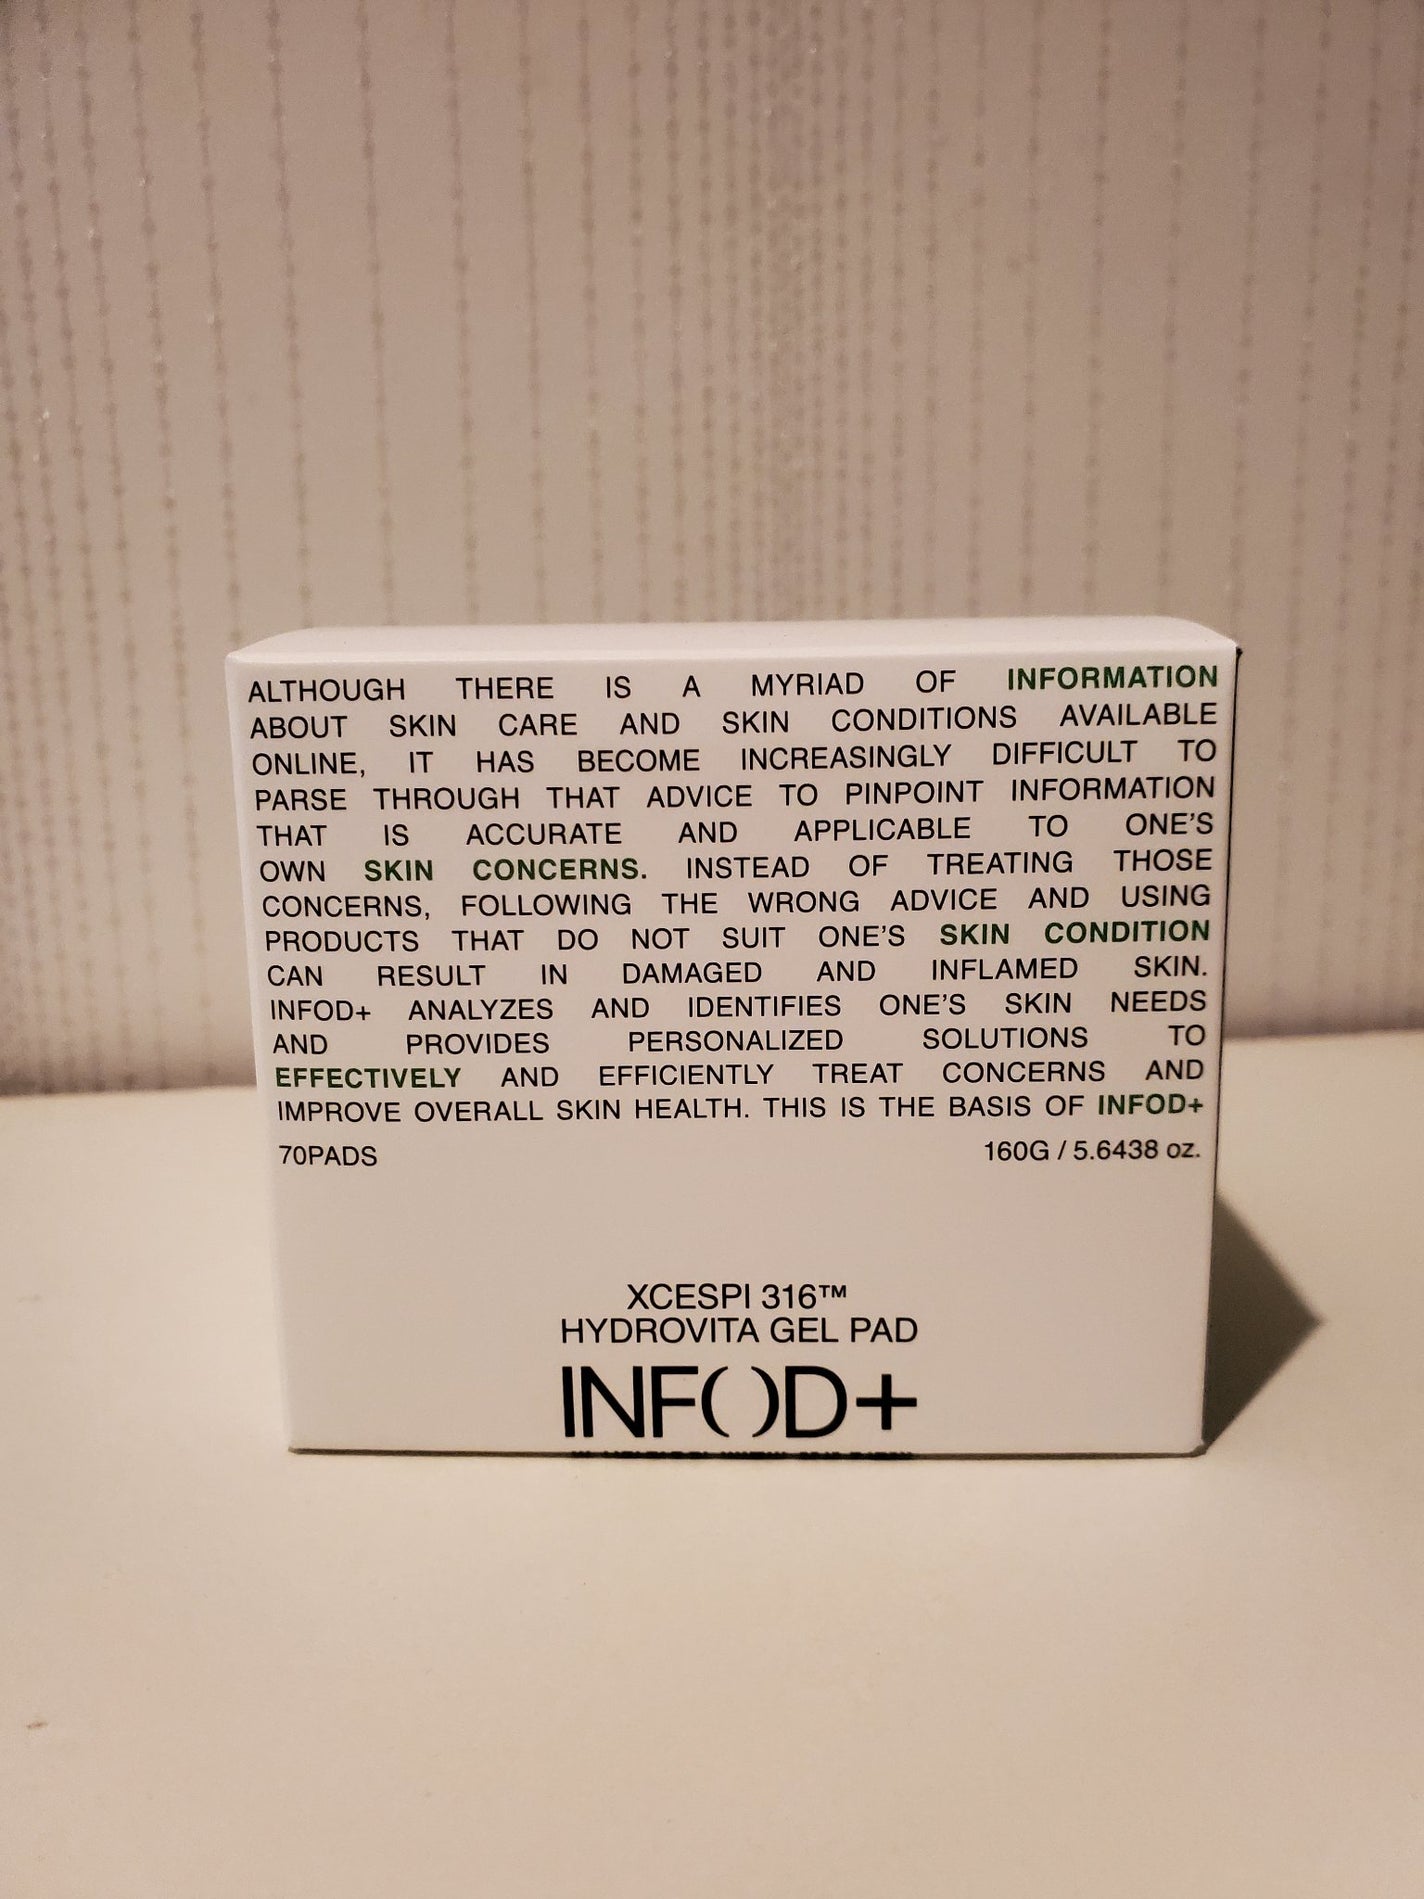 ALTHOUGH THERE IS A MYRIAD OF INFORMATION
ABOUT SKIN CARE AND SKIN CONDITIONS AVAILABLE
ONLINE, IT HAS BECOME INCREASINGLY DIFFICULT TO
PARSE THROUGH THAT ADVICE TO PINPOINT INFORMATION
THAT IS ACCURATE AND APPLICABLE TO ONE'S
OWN SKIN CONCERNS. INSTEAD OF TREATING THOSE
CONCERNS, FOLLOWING THE WRONG ADVICE AND USING
PRODUCTS THAT DO NOT SUIT ONE'S SKIN CONDITION
CAN RESULT IN DAMAGED AND INFLAMED SKIN.
INFOD+ ANALYZES AND IDENTIFIES ONE'S SKIN NEEDS
AND PROVIDES PERSONALIZED SOLUTIONS TO
EFFECTIVELY AND EFFICIENTLY TREAT CONCERNS AND
IMPROVE OVERALL SKIN HEALTH. THIS IS THE BASIS OF INFOD+
70PADS 160G / 5.6438 oz.
XCESPI 316™
HYDROVITA GEL PAD
INF( )D+